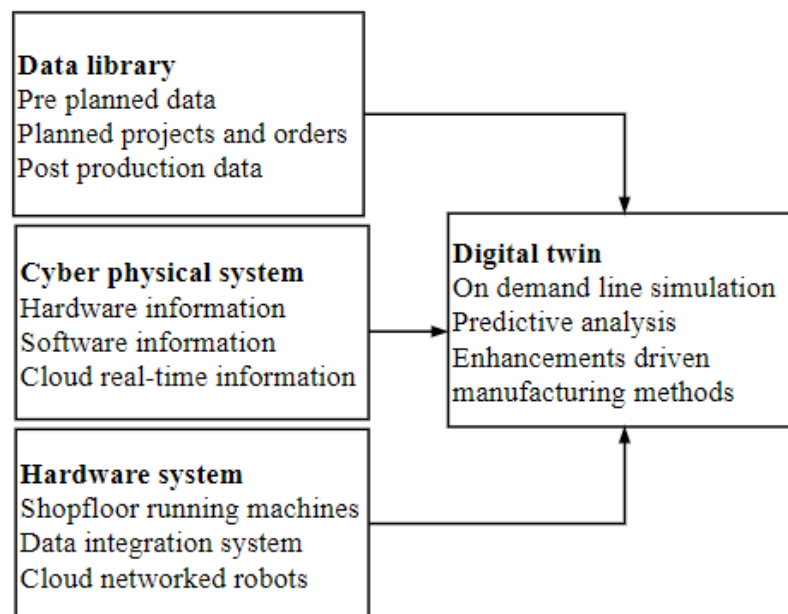 Data library
Pre planned data
Planned projects and orders
Post production data
Cyber physical system
Hardware information
Software information
Cloud real-time information
Hardware system
Shopfloor running machines
Data integration system
Cloud networked robots
Digital twin
On demand line simulation
Predictive analysis
Enhancements driven
manufacturing methods